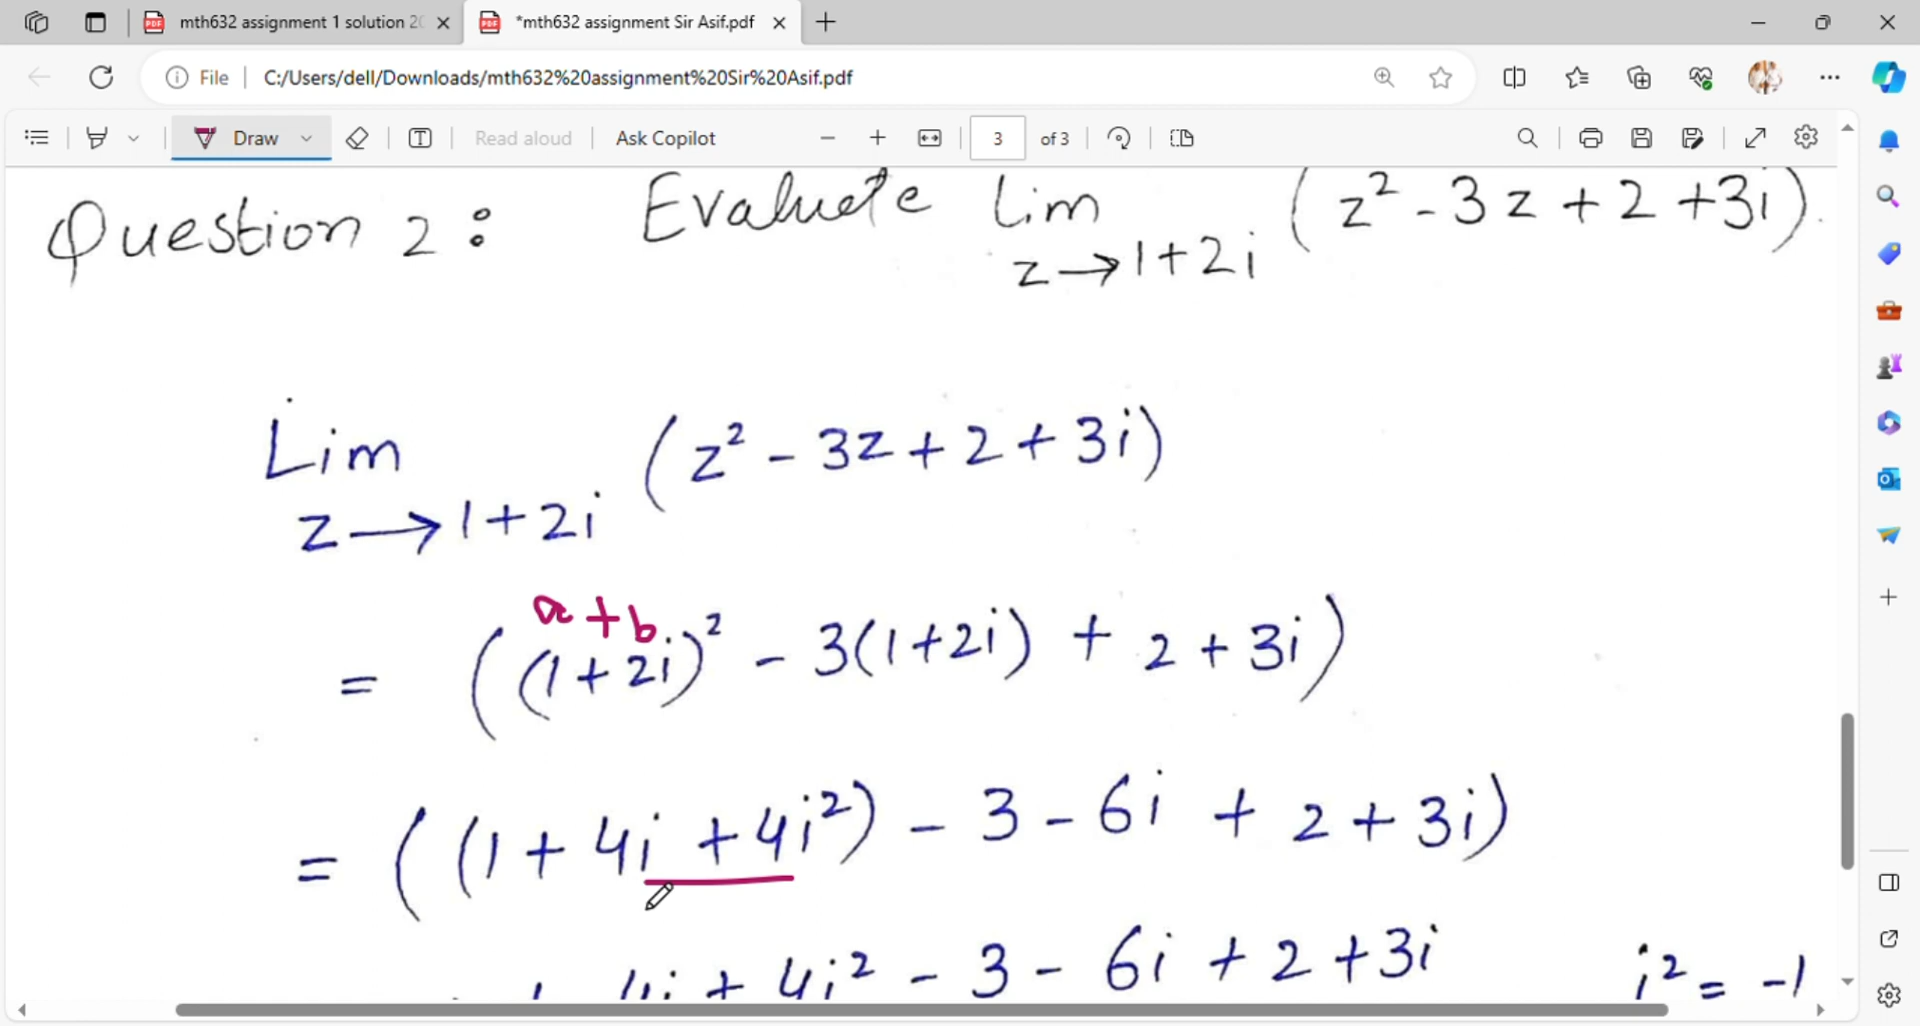 mth632 assignment 1 solution 20
*mth632 assignment Sir Asif.pdf
File C:/Users/dell/Downloads/mth632%20assignment%20Sir%20Asif.pdf
Draw Read aloud Ask Copilot 3 of 3
Question 2: Evaluate Lim (z² - 3z + 2 + 3i).
z → 1+2i
Lim (z² - 3z + 2 + 3i)
z → 1+2i
a + b
= ((1+2i)² - 3(1+2i) + 2 + 3i)
= ((1 + 4i + 4i²) - 3 - 6i + 2 + 3i)
4i + 4i² - 3 - 6i + 2 + 3i i² = -1